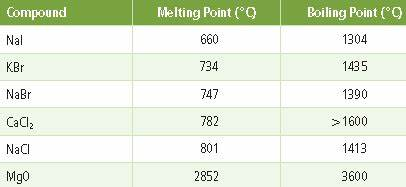 Compound Melting Point (°C) Boiling Point (°C)
NaI 660 1304
KBr 734 1435
NaBr 747 1390
CaCl₂ 782 >1600
NaCl 801 1413
MgO 2852 3600